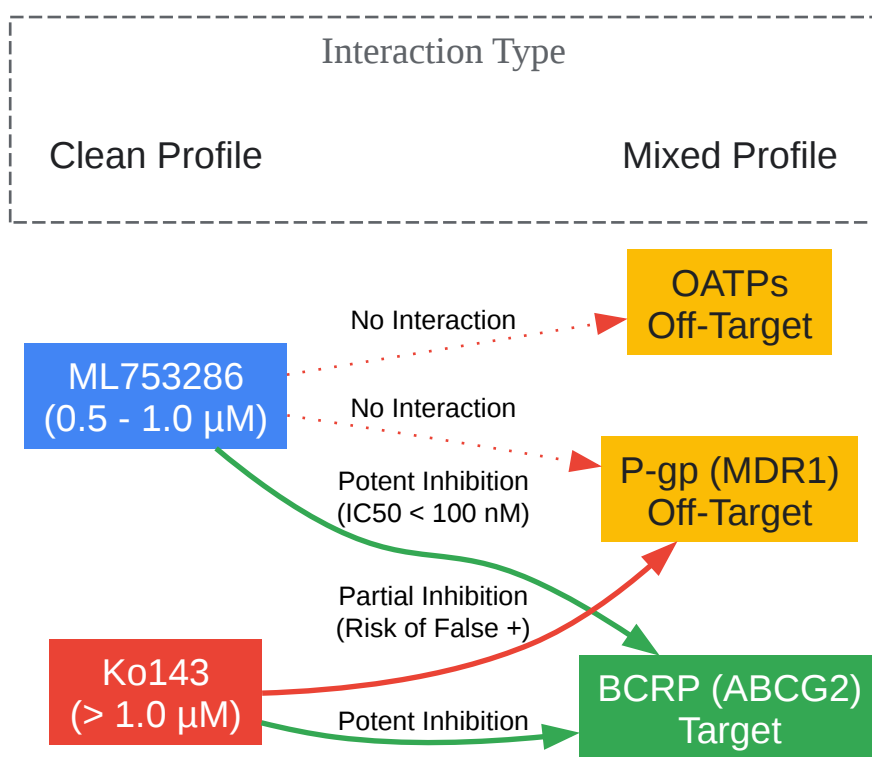 Interaction Type
Clean Profile
Mixed Profile
OATPs
Off-Target
No Interaction
ML753286
(0.5 - 1.0 µM)
No Interaction
P-gp (MDR1)
Off-Target
Potent Inhibition
(IC50 < 100 nM)
Partial Inhibition
(Risk of False +)
Ko143
(> 1.0 µM)
BCRP (ABCG2)
Target
Potent Inhibition